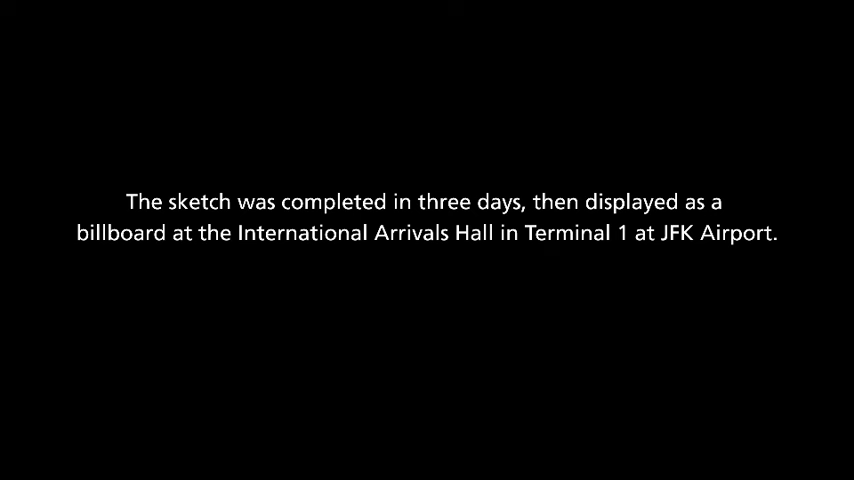 The sketch was completed in three days, then displayed as a
billboard at the International Arrivals Hall in Terminal 1 at JFK Airport.